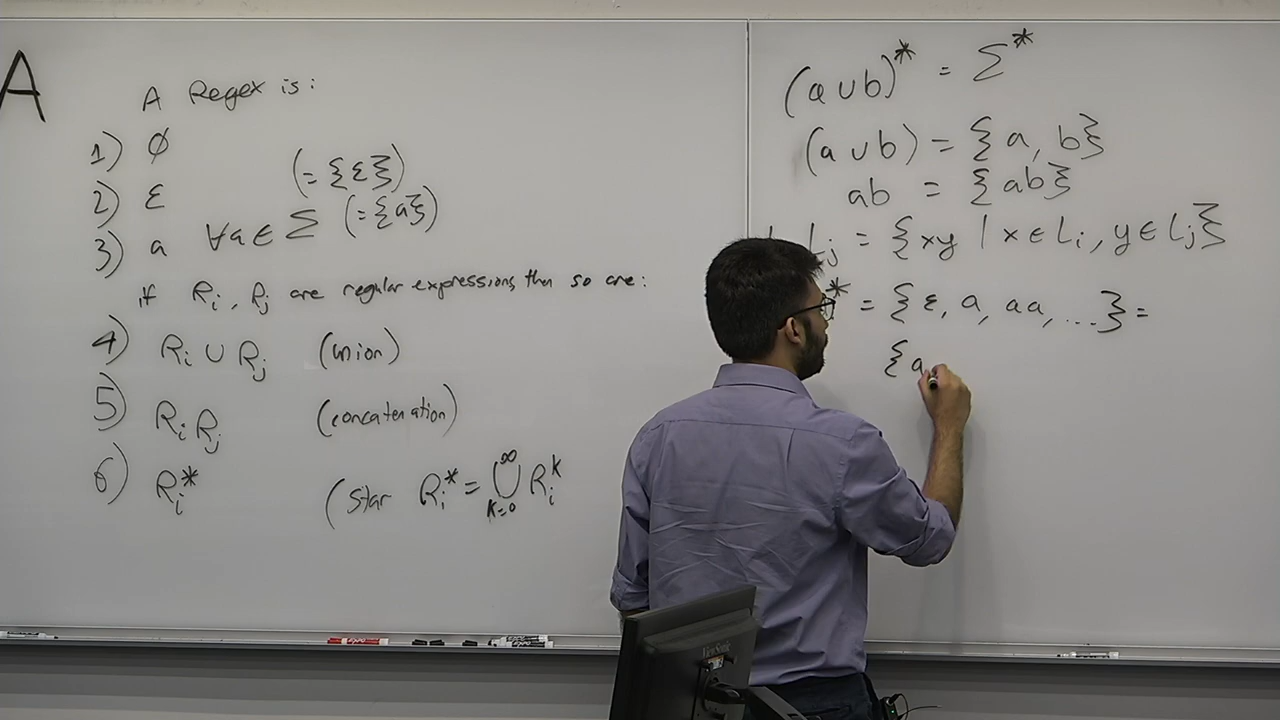 A
A Regex is:
1) ∅
2) ε (= {ε})
3) a ∀a ∈ Σ (= {a})
if Ri, Rj are regular expressions then so are:
4) Ri ∪ Rj (union)
5) RiRj (concatenation)
6) Ri* (Star Ri* = ⋃_{k=0}^{∞} Ri^k
(a ∪ b)* = Σ*
(a ∪ b) = {a, b}
ab = {ab}
Lj = {xy | x ∈ Li, y ∈ Lj}
* = {ε, a, aa, ...} =
{a
ViewSonic